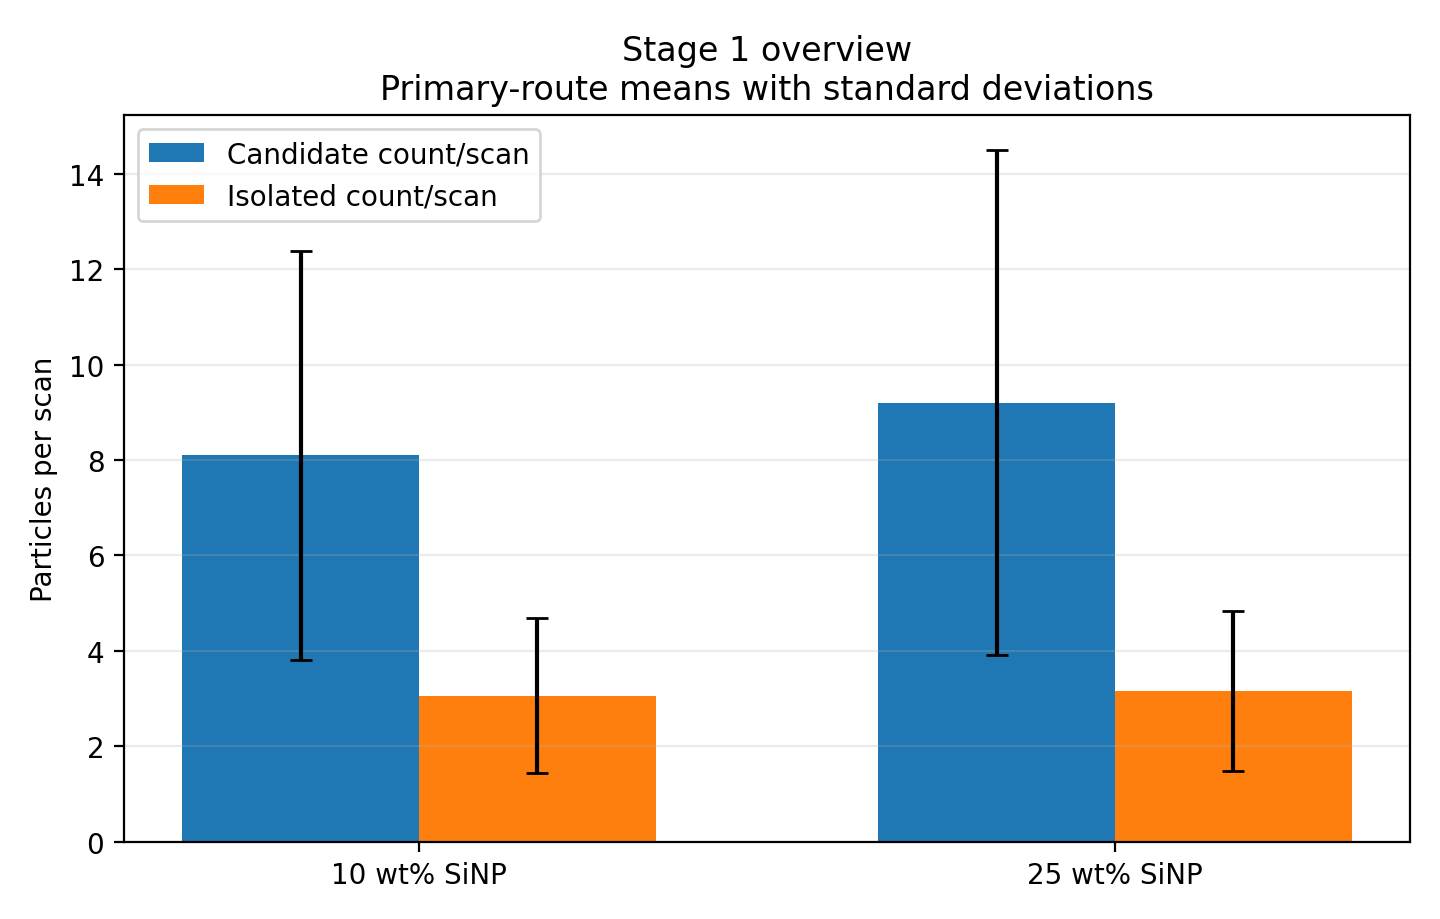 Stage 1 overview
Primary-route means with standard deviations
Candidate count/scan
Isolated count/scan
Particles per scan
14
12
10
8
6
4
2
0
10 wt% SiNP
25 wt% SiNP